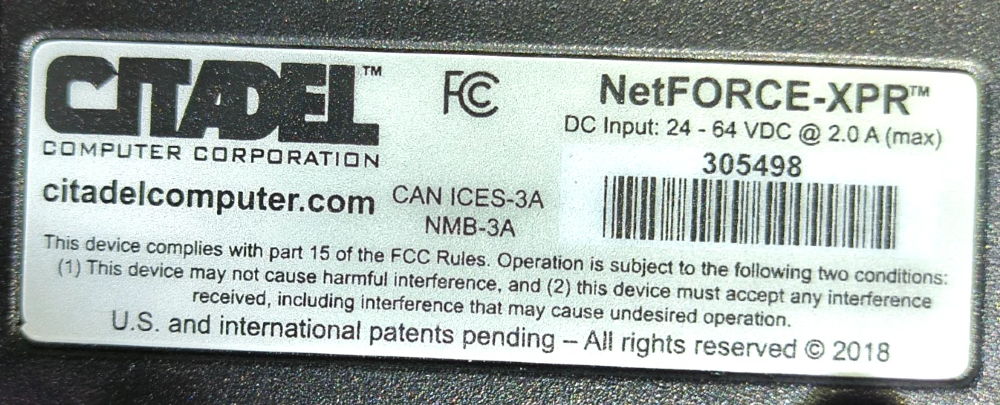 CITADEL™
COMPUTER CORPORATION
citadelcomputer.com
FC
CAN ICES-3A
NMB-3A
NetFORCE-XPR™
DC Input: 24 - 64 VDC @ 2.0 A (max)
305498
This device complies with part 15 of the FCC Rules. Operation is subject to the following two conditions:
(1) This device may not cause harmful interference, and (2) this device must accept any interference
received, including interference that may cause undesired operation.
U.S. and international patents pending – All rights reserved © 2018